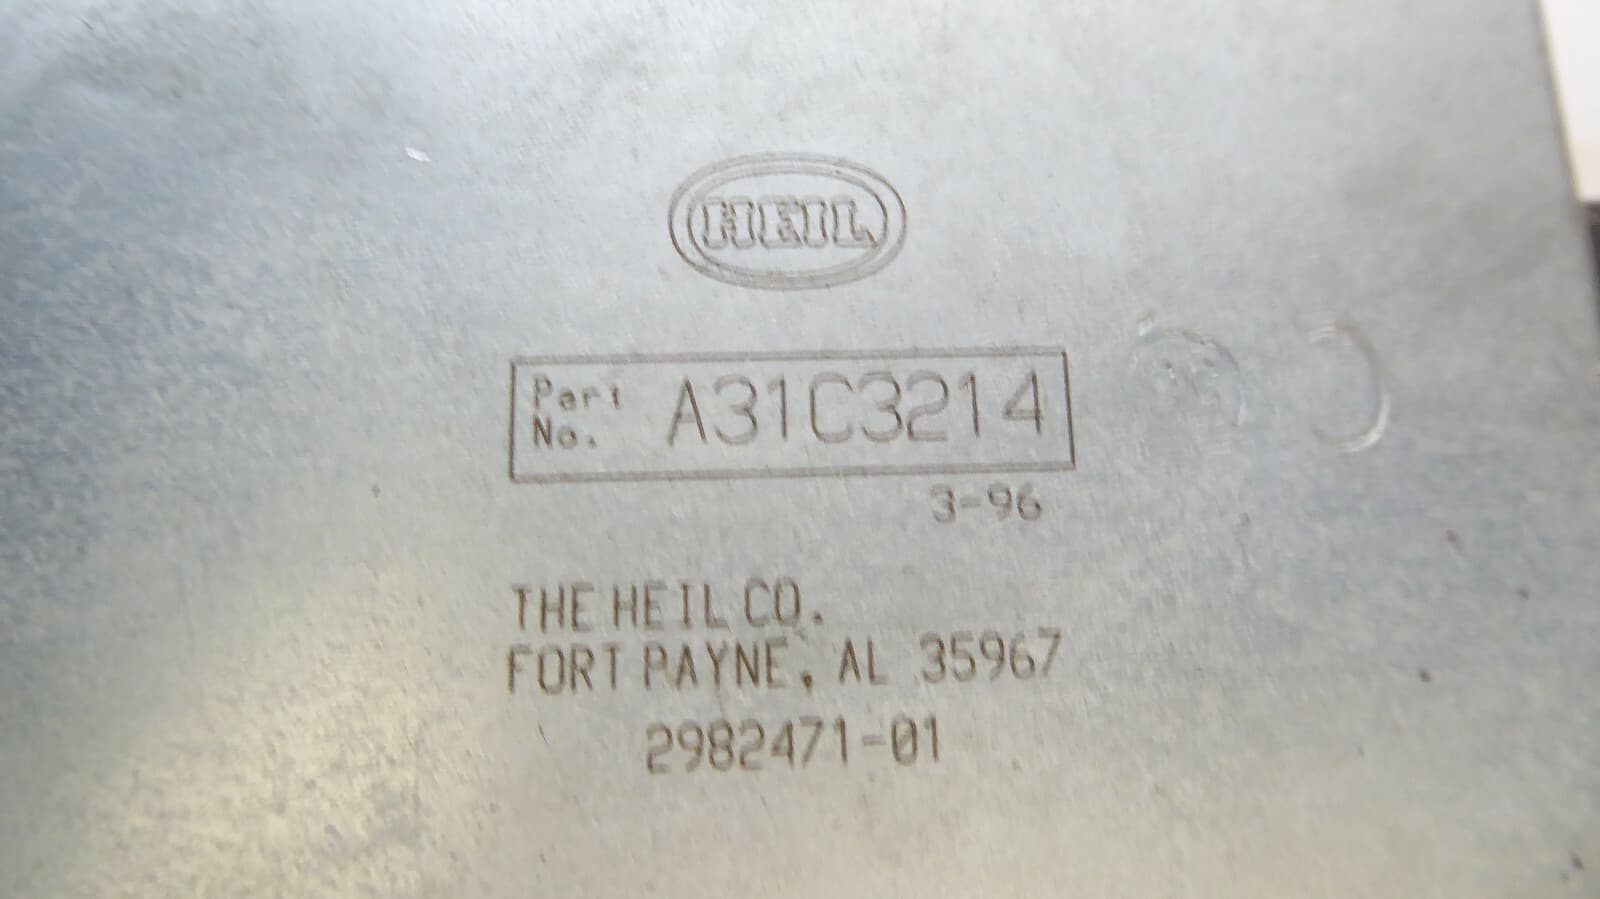 HEIL
Part No. A31C3214
3-96
THE HEIL CO.
FORT PAYNE, AL 35967
2982471-01